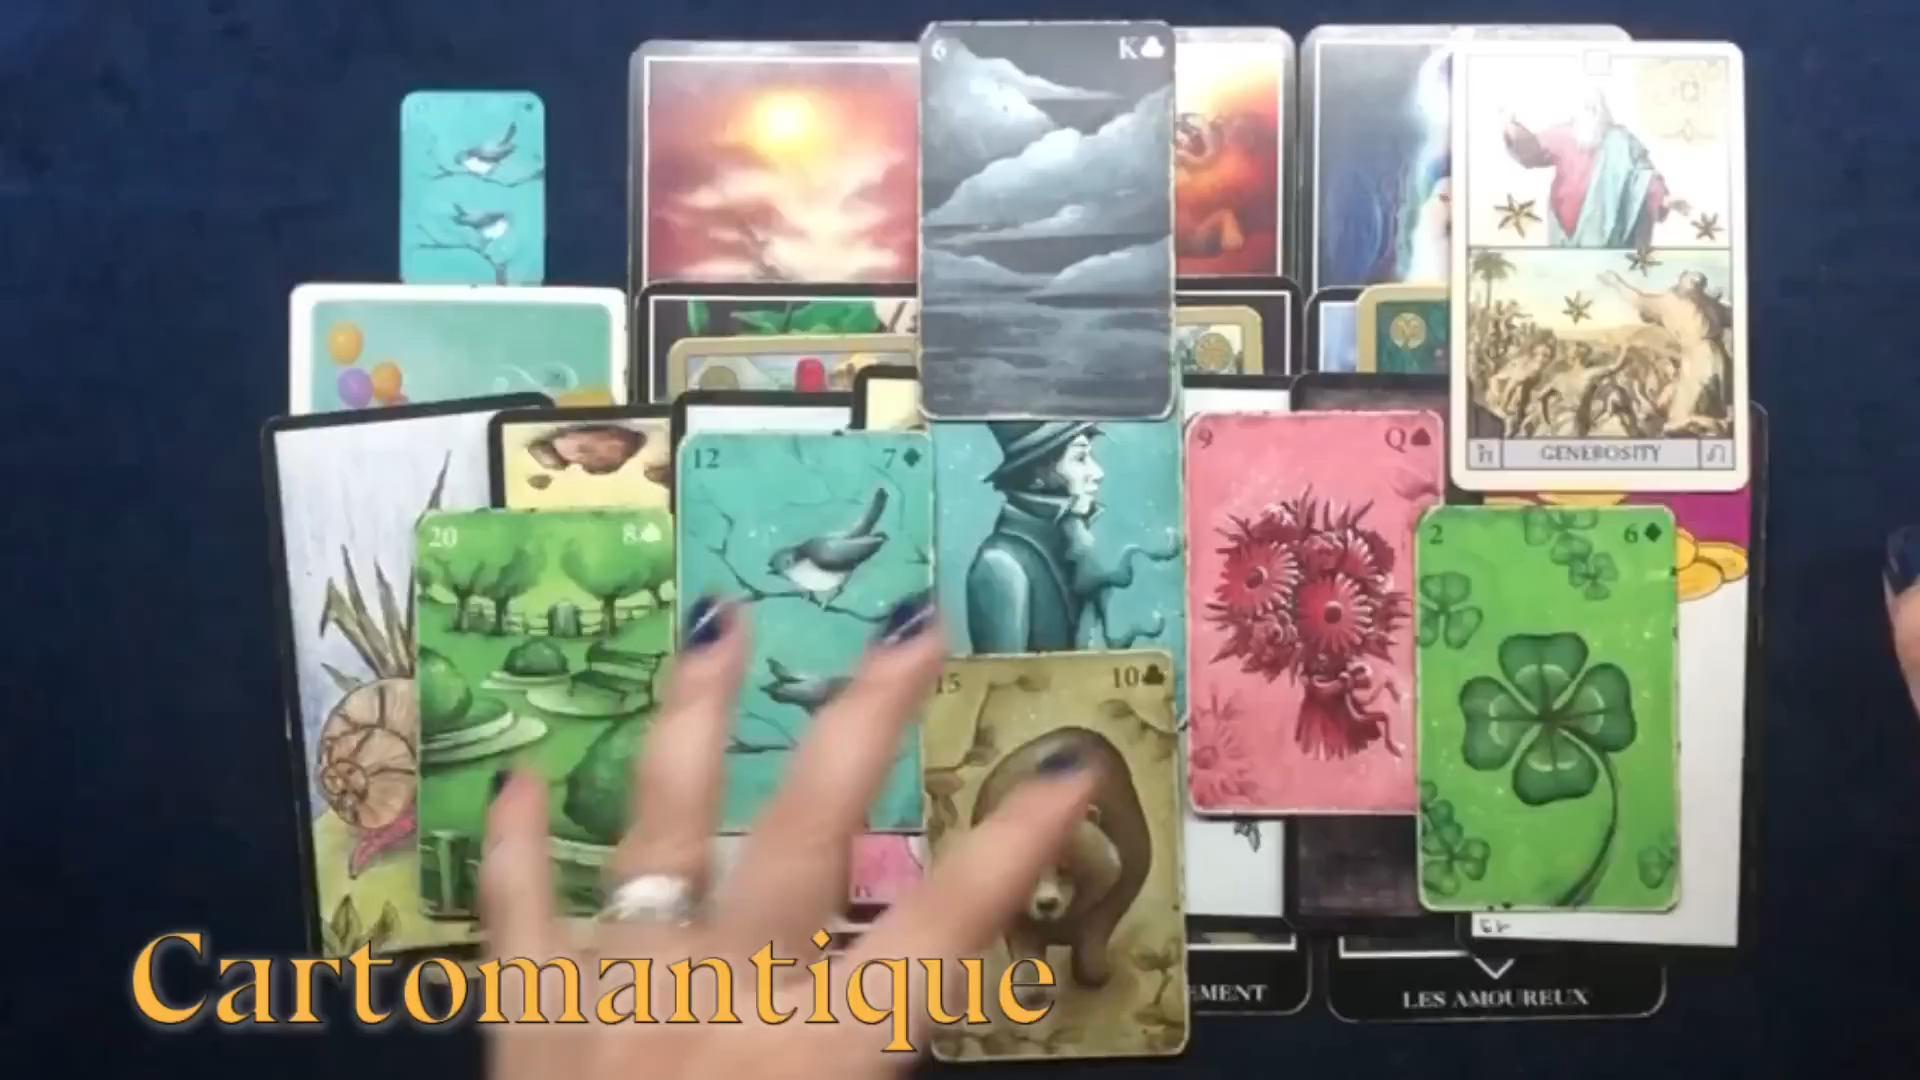 6 K♣
12 7♦
9 Q♠
GENEROSITY
20 8♠
2 6♦
15 10♣
EMENT
LES AMOUREUX
Cartomantique